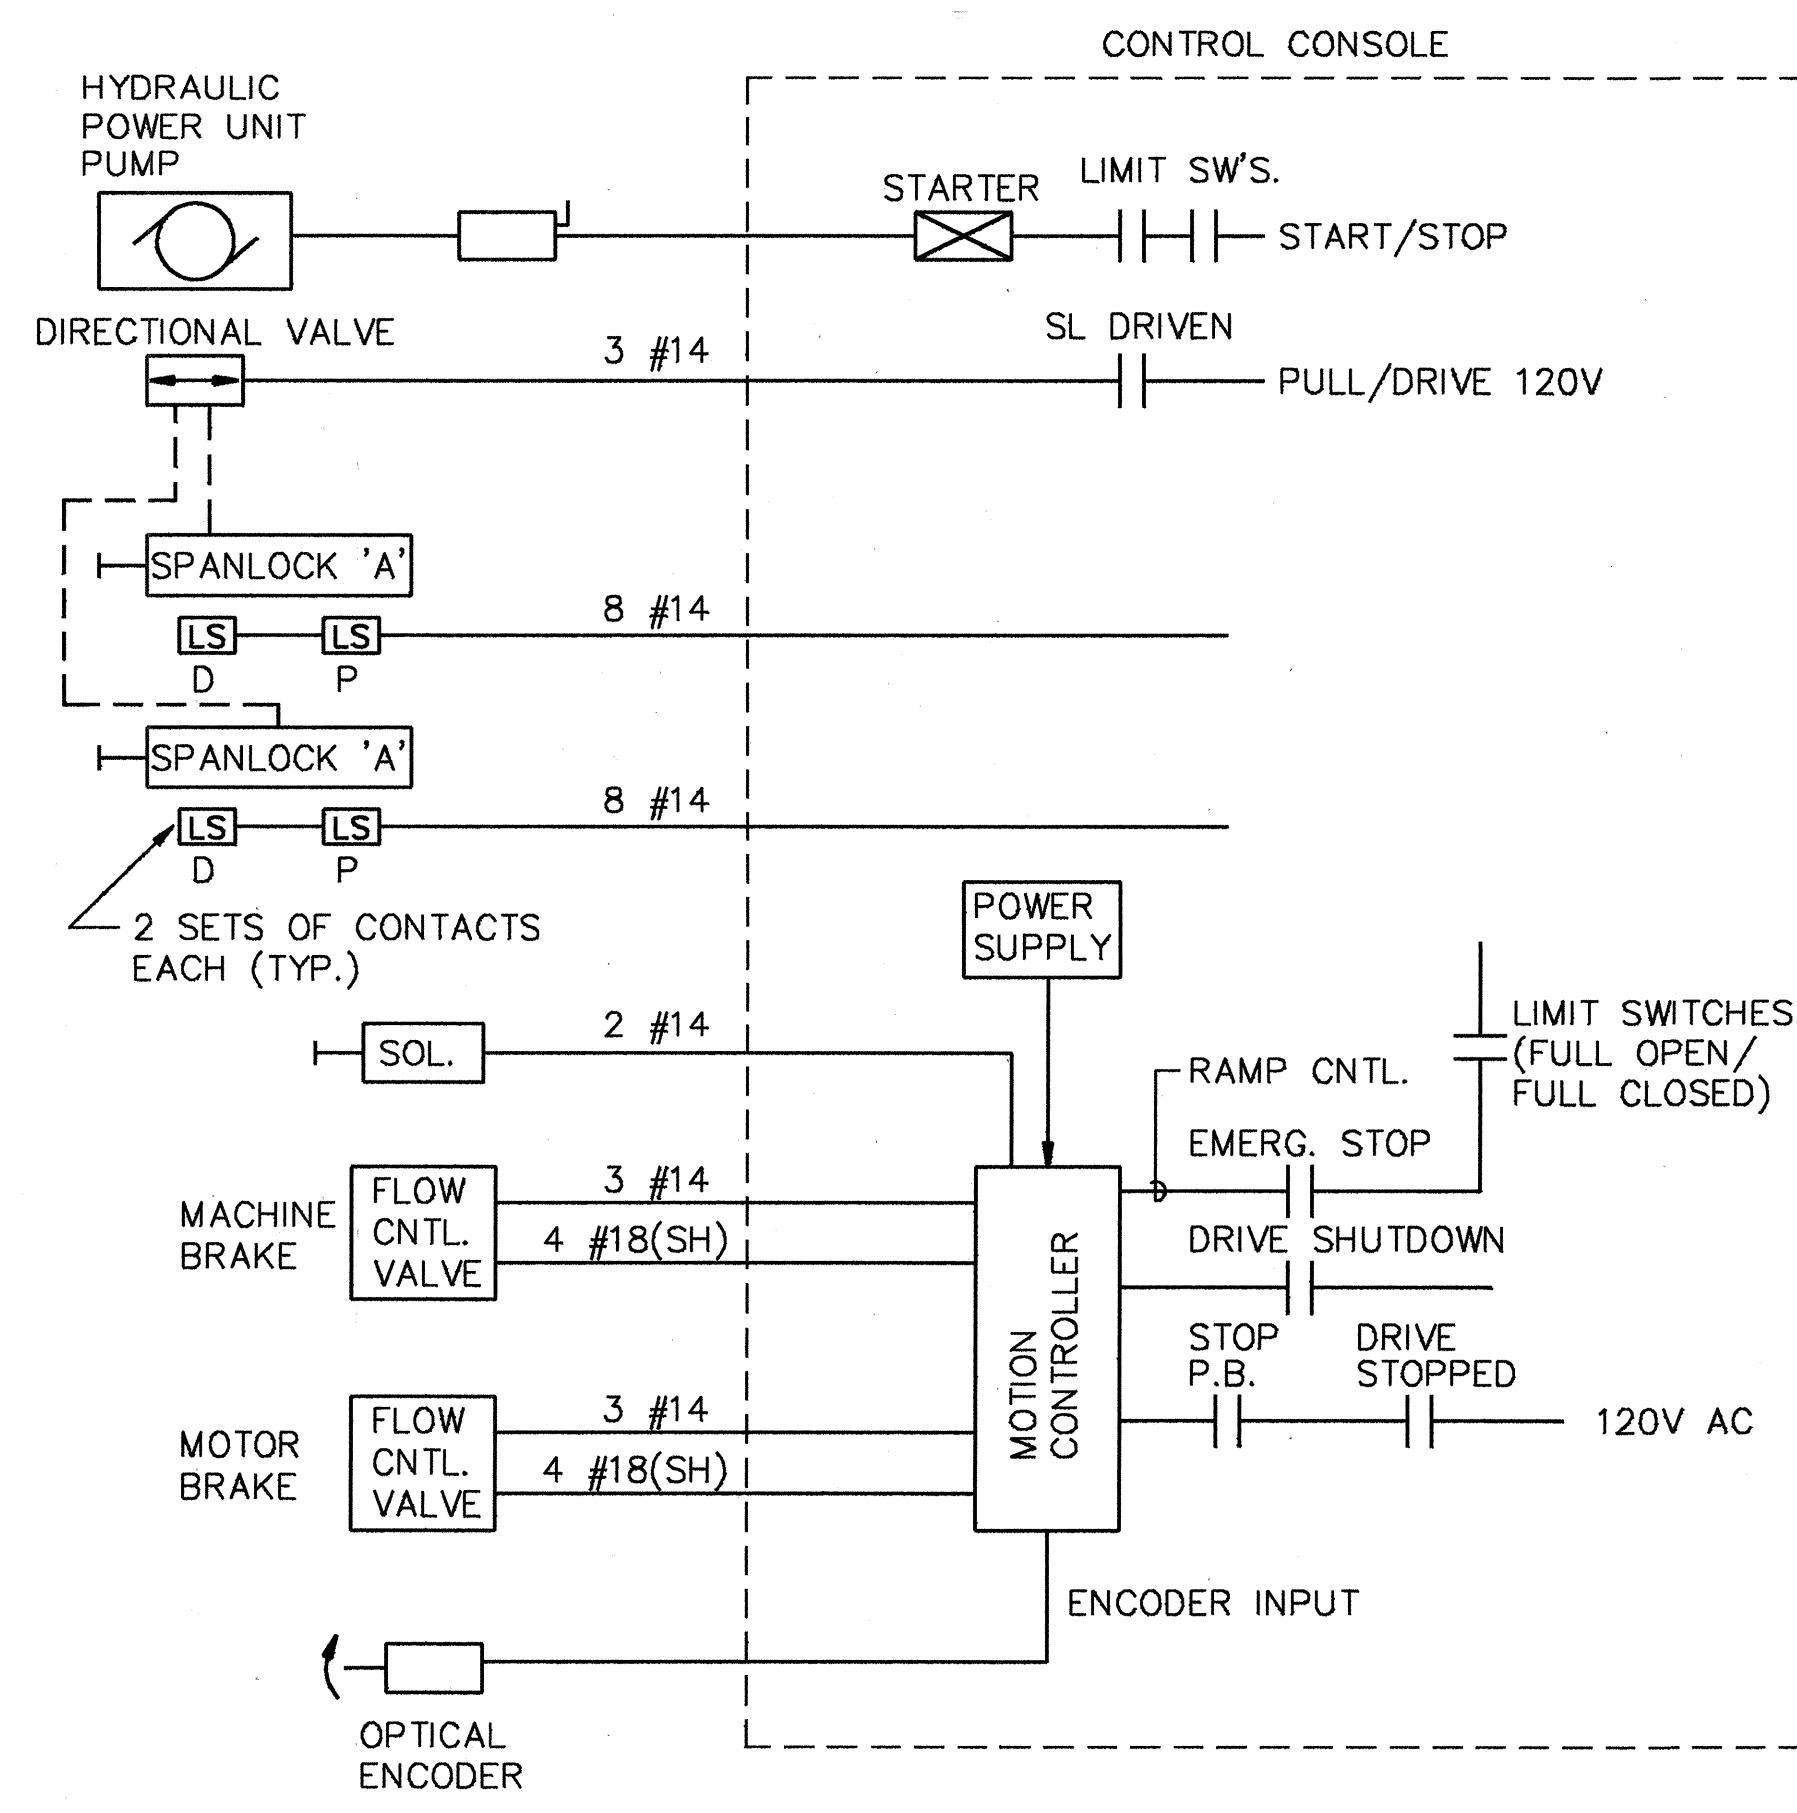 CONTROL CONSOLE
HYDRAULIC
POWER UNIT
PUMP
STARTER
LIMIT SW'S.
START/STOP
DIRECTIONAL VALVE
3 #14
SL DRIVEN
PULL/DRIVE 120V
SPANLOCK 'A'
LS
LS
8 #14
D
P
SPANLOCK 'A'
LS
LS
8 #14
D
P
2 SETS OF CONTACTS
EACH (TYP.)
POWER
SUPPLY
SOL.
2 #14
LIMIT SWITCHES
(FULL OPEN/
FULL CLOSED)
RAMP CNTL.
EMERG. STOP
MACHINE
BRAKE
FLOW
CNTL.
VALVE
3 #14
4 #18(SH)
DRIVE SHUTDOWN
MOTION
CONTROLLER
STOP
P.B.
DRIVE
STOPPED
120V AC
MOTOR
BRAKE
FLOW
CNTL.
VALVE
3 #14
4 #18(SH)
ENCODER INPUT
OPTICAL
ENCODER